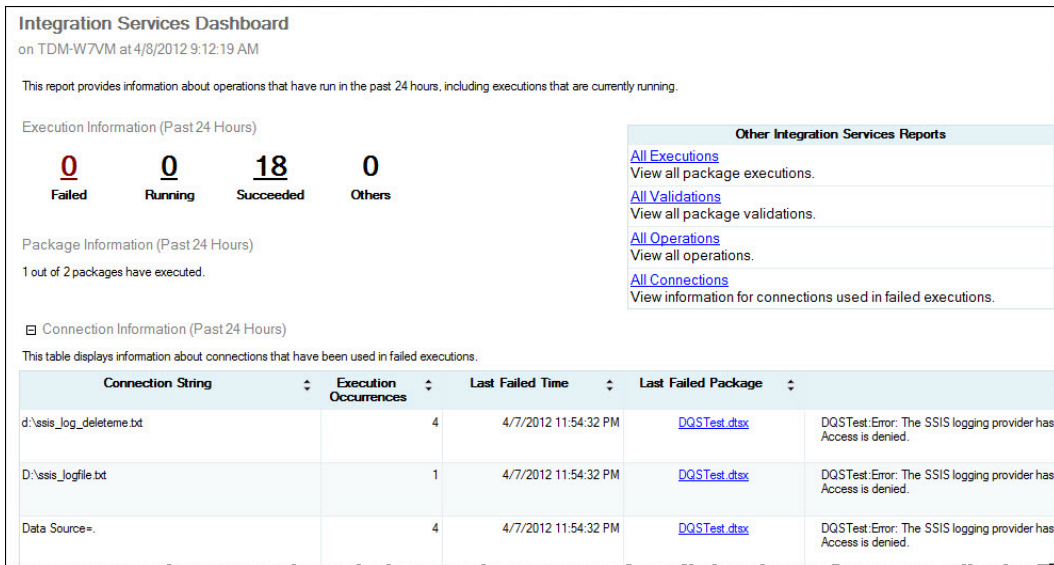 Integration Services Dashboard
on TDM-W7VM at 4/8/2012 9:12:19 AM
This report provides information about operations that have run in the past 24 hours, including executions that are currently running.
Execution Information (Past 24 Hours)
0 0 18 0
Failed Running Succeeded Others
Package Information (Past 24 Hours)
1 out of 2 packages have executed.
Other Integration Services Reports
All Executions
View all package executions.
All Validations
View all package validations.
All Operations
View all operations.
All Connections
View information for connections used in failed executions.
Connection Information (Past 24 Hours)
This table displays information about connections that have been used in failed executions.
Connection String Execution Occurrences Last Failed Time Last Failed Package
d:\ssis_log_deleteme.txt 4 4/7/2012 11:54:32 PM DQSTest.dtsx DQSTest:Error: The SSIS logging provider has
Access is denied.
D:\ssis_logfile.txt 1 4/7/2012 11:54:32 PM DQSTest.dtsx DQSTest:Error: The SSIS logging provider has
Access is denied.
Data Source=. 4 4/7/2012 11:54:32 PM DQSTest.dtsx DQSTest:Error: The SSIS logging provider has
Access is denied.